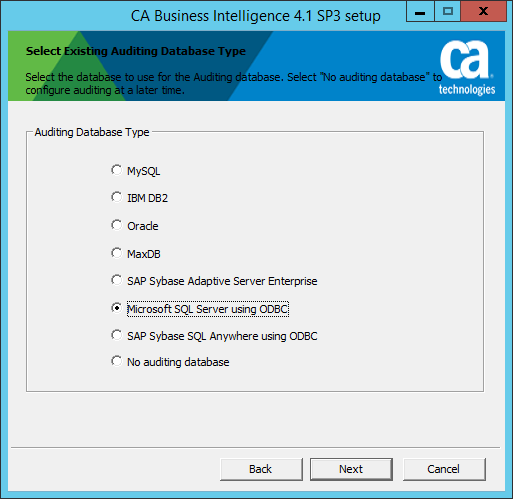 CA Business Intelligence 4.1 SP3 setup
Select Existing Auditing Database Type
Select the database to use for the Auditing database. Select "No auditing database" to
configure auditing at a later time.
ca
technologies
Auditing Database Type
MySQL
IBM DB2
Oracle
MaxDB
SAP Sybase Adaptive Server Enterprise
Microsoft SQL Server using ODBC
SAP Sybase SQL Anywhere using ODBC
No auditing database
Back
Next
Cancel